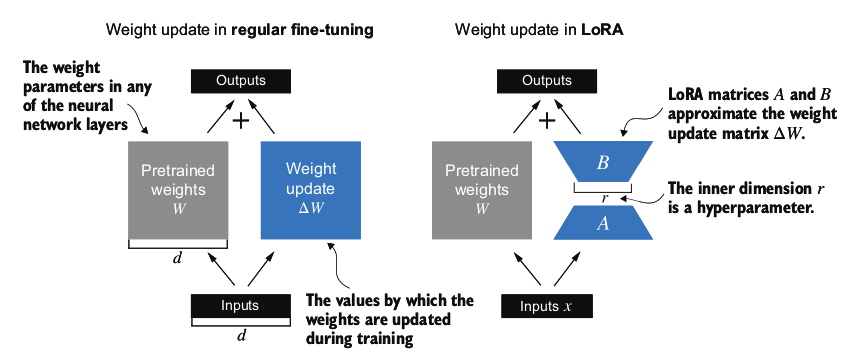 Weight update in regular fine-tuning
The weight
parameters in any
of the neural
network layers
Outputs
+
Pretrained
weights
W
Weight
update
ΔW
d
Inputs
d
The values by which the
weights are updated
during training
Weight update in LoRA
Outputs
+
Pretrained
weights
W
B
r
A
Inputs x
LoRA matrices A and B
approximate the weight
update matrix ΔW.
The inner dimension r
is a hyperparameter.